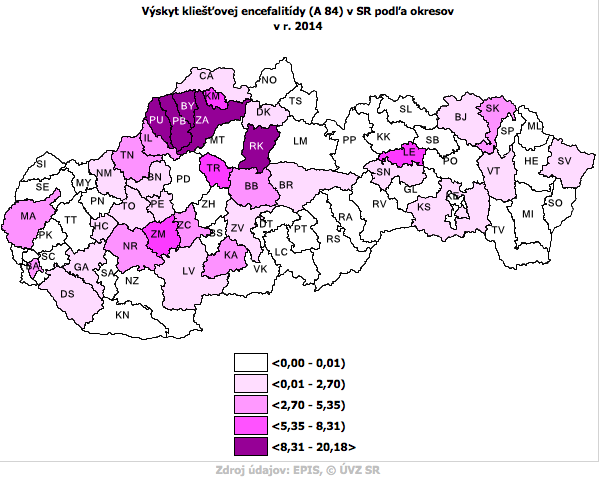 Výskyt kliešťovej encefalitídy (A 84) v SR podľa okresov
v r. 2014
CA
NO
KM
TS
BY
PU
PB
ZA
DK
SL
BJ
SK
IL
MT
RK
LM
PP
KK
SB
SP
ML
TN
LE
PO
HE
SV
SI
NM
BN
PD
TR
BB
BR
SN
VT
SE
MY
GL
PN
TO
PE
ZH
RV
KS
KE
SO
MA
TT
HC
ZC
RA
MI
PK
NR
ZM
BS
ZV
DT
PT
RS
TV
SC
BA
GA
SA
NZ
LV
KA
VK
LC
DS
KN
<0,00 - 0,01)
<0,01 - 2,70)
<2,70 - 5,35)
<5,35 - 8,31)
<8,31 - 20,18>
Zdroj údajov: EPIS, © ÚVZ SR